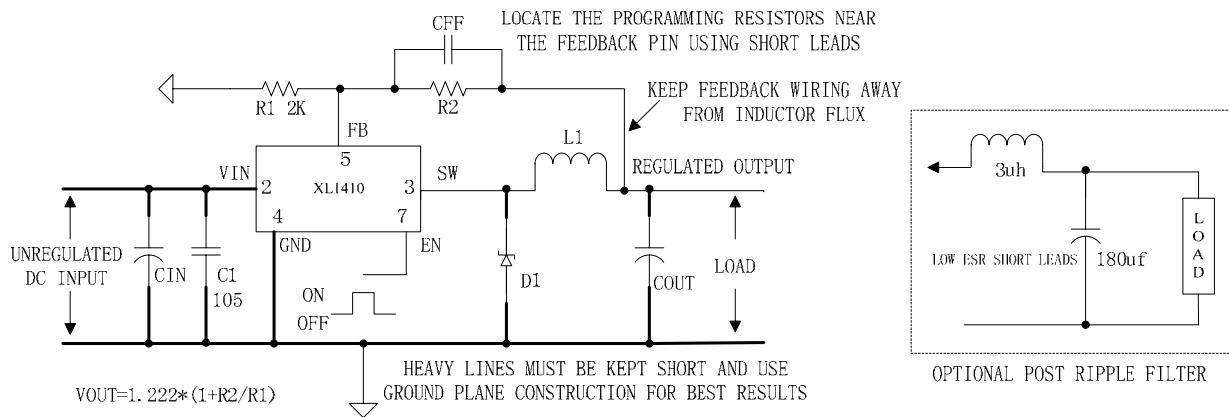 CFF
LOCATE THE PROGRAMMING RESISTORS NEAR
THE FEEDBACK PIN USING SHORT LEADS
R1 2K
R2
KEEP FEEDBACK WIRING AWAY
FROM INDUCTOR FLUX
FB
5
L1
VIN
2
XL1410
3
SW
REGULATED OUTPUT
4
7
GND
EN
UNREGULATED
DC INPUT
CIN
C1
105
ON
OFF
D1
COUT
LOAD
HEAVY LINES MUST BE KEPT SHORT AND USE
GROUND PLANE CONSTRUCTION FOR BEST RESULTS
VOUT=1.222*(1+R2/R1)
3uh
LOW ESR SHORT LEADS
180uf
LOAD
OPTIONAL POST RIPPLE FILTER